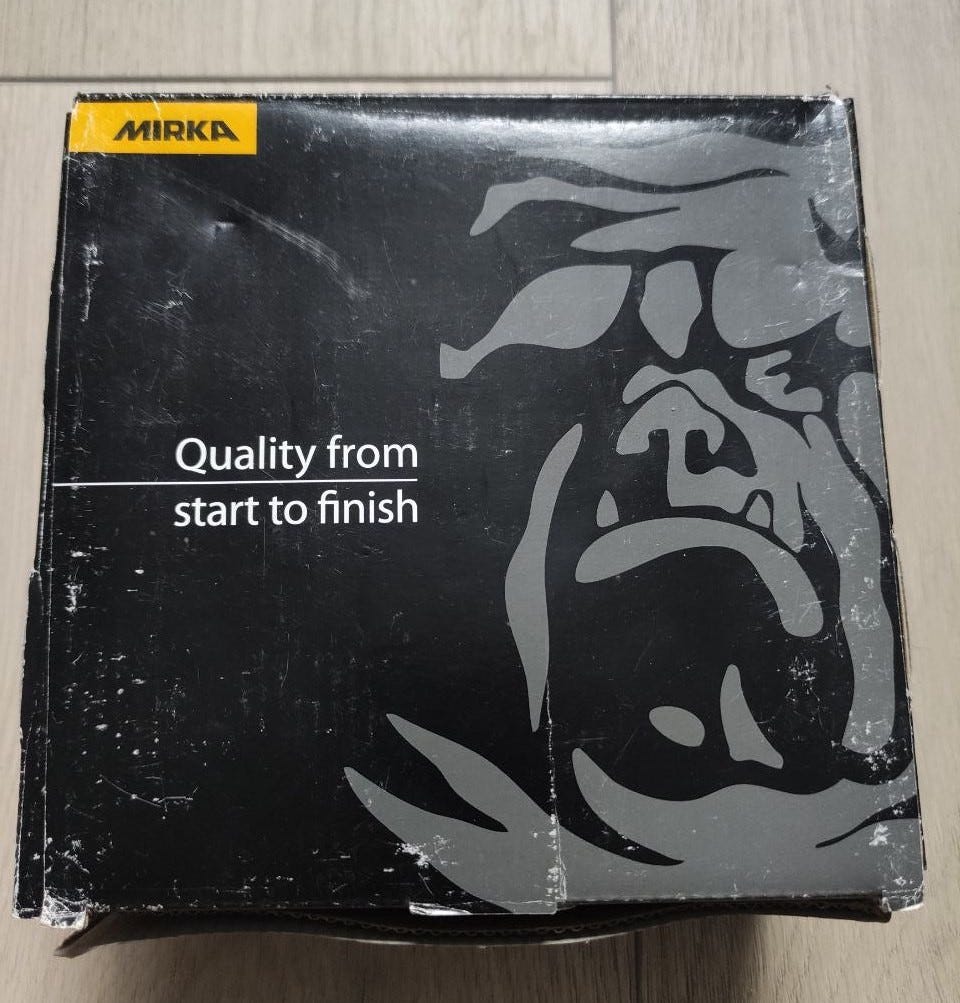 MIRKA
Quality from
start to finish